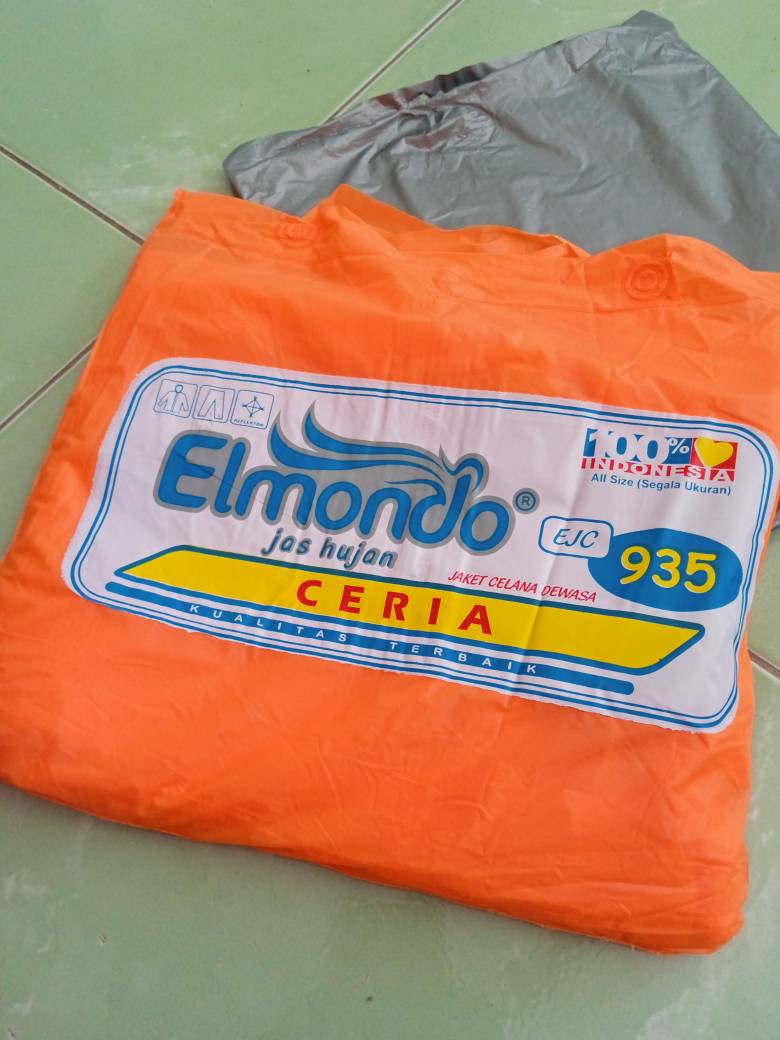 REFLEKTOR
Elmondo®
jas hujan
100%
INDONESIA
All Size (Segala Ukuran)
EJC
935
JAKET CELANA DEWASA
CERIA
KUALITAS TERBAIK